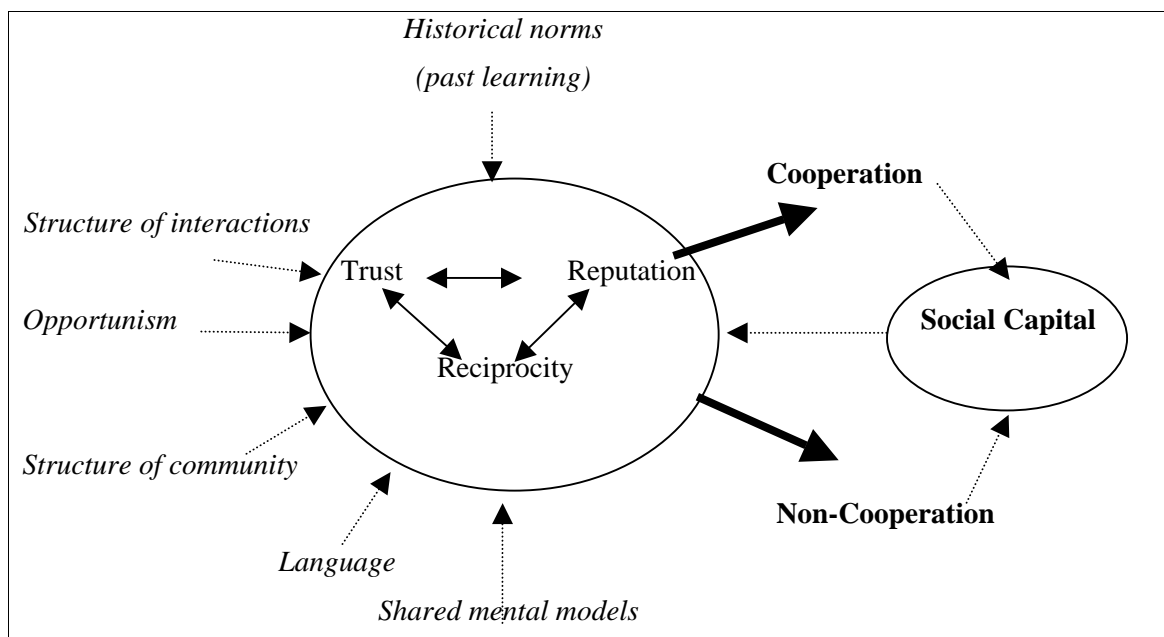 Historical norms
(past learning)
Cooperation
Structure of interactions
Trust
Reputation
Opportunism
Social Capital
Reciprocity
Structure of community
Non-Cooperation
Language
Shared mental models